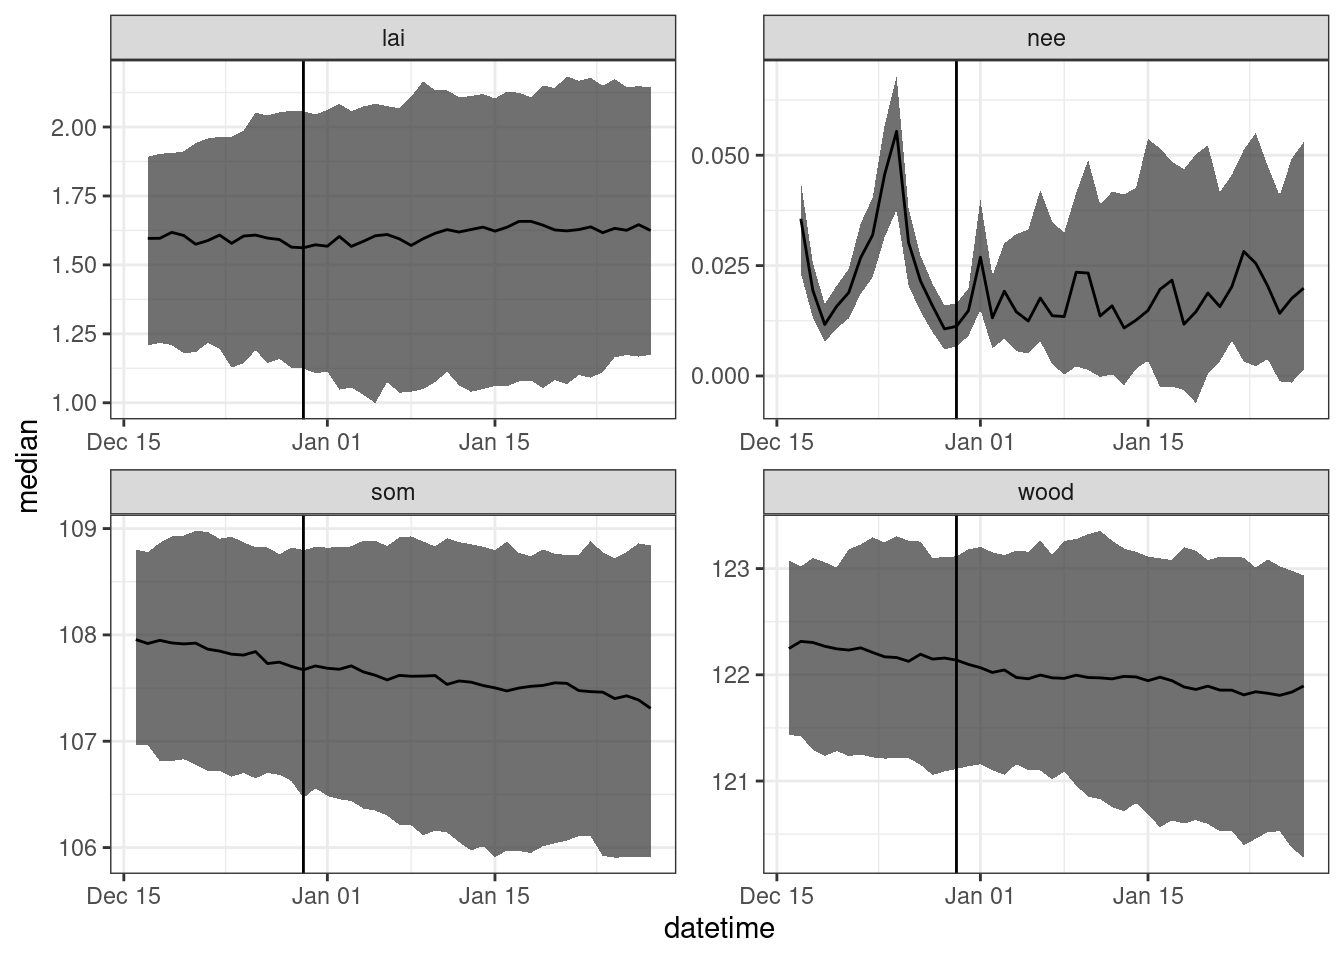 lai
nee
2.00
1.75
1.50
1.25
1.00
0.050
0.025
0.000
Dec 15 Jan 01 Jan 15
Dec 15 Jan 01 Jan 15
median
som
wood
109
108
107
106
123
122
121
Dec 15 Jan 01 Jan 15
Dec 15 Jan 01 Jan 15
datetime